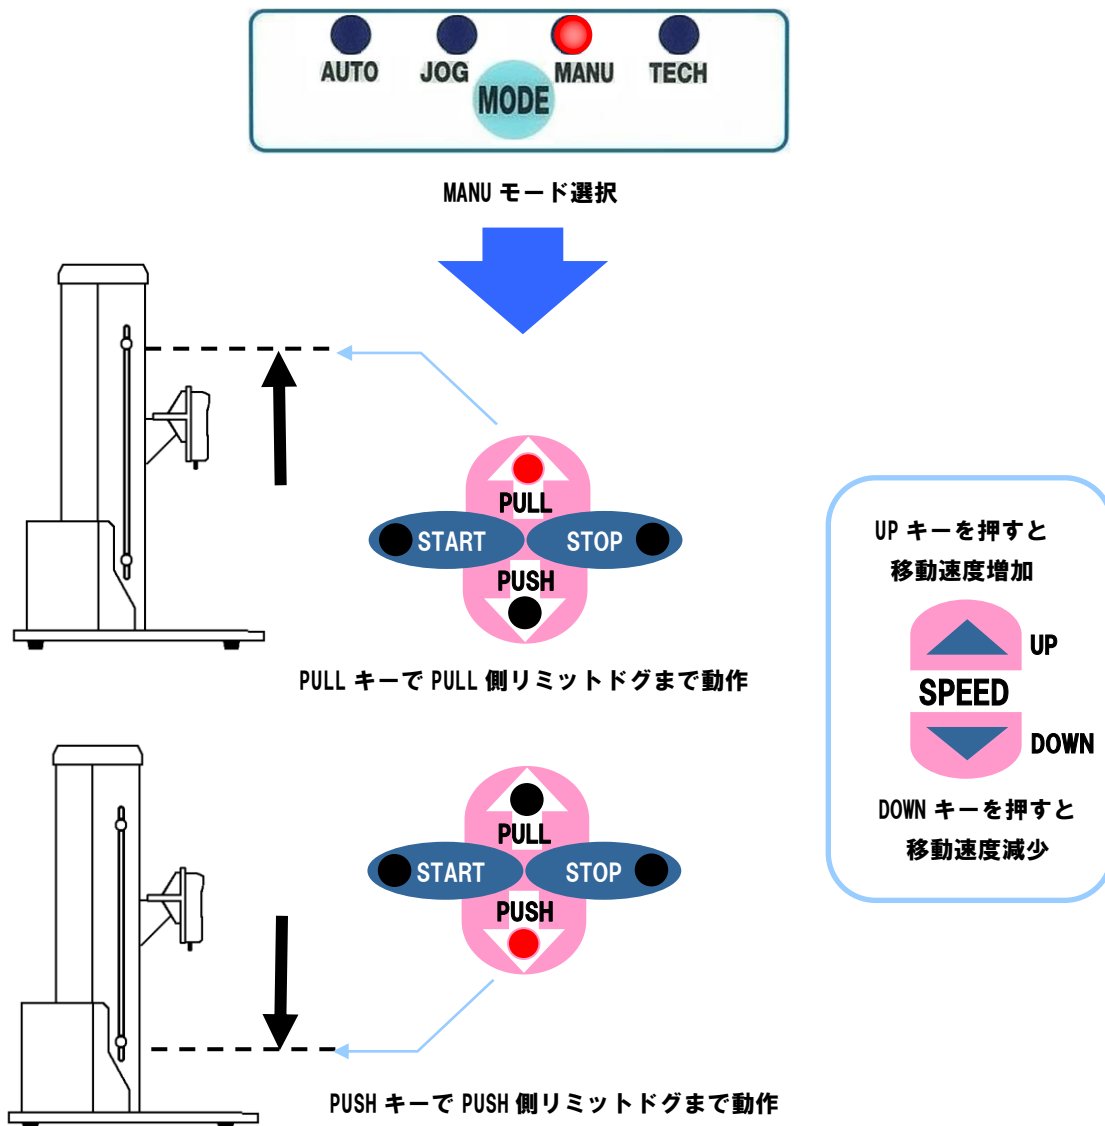 AUTO JOG MANU TECH
MODE
MANU モード選択
PULL
START STOP
PUSH
PULL キーで PULL 側リミットドグまで動作
UP キーを押すと
移動速度増加
UP
SPEED
DOWN
DOWN キーを押すと
移動速度減少
PULL
START STOP
PUSH
PUSH キーで PUSH 側リミットドグまで動作